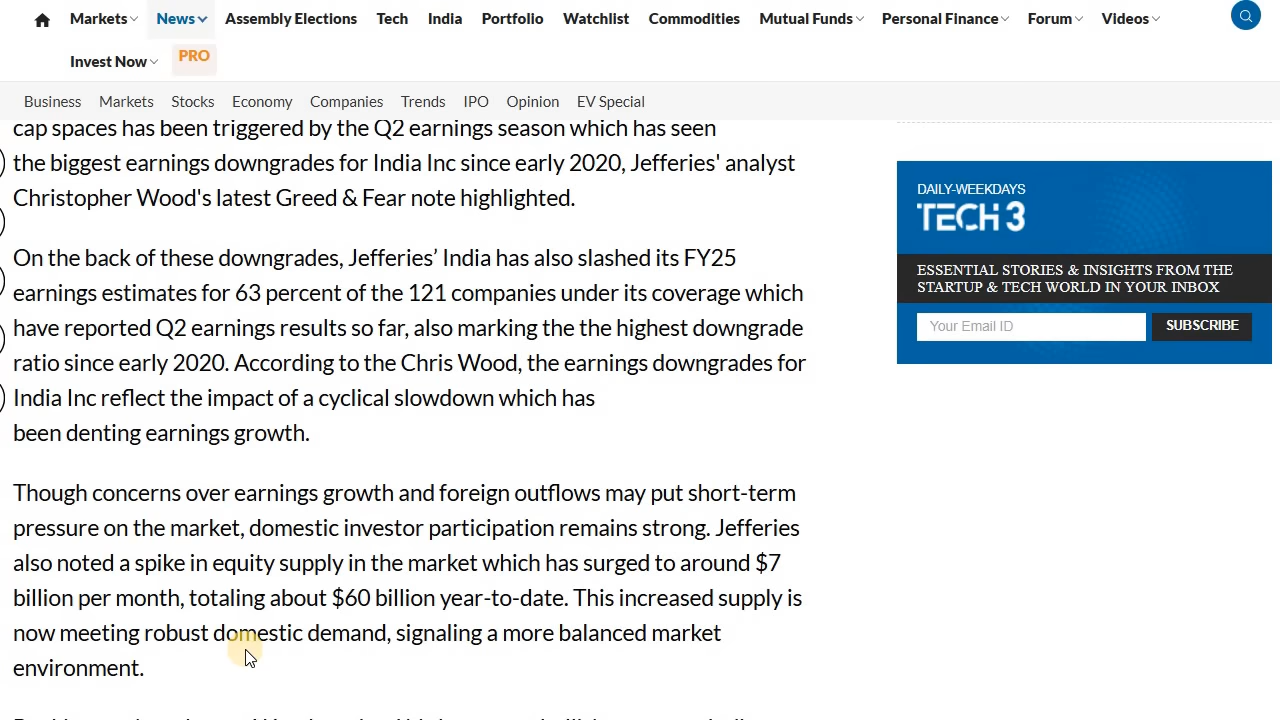 Markets News Assembly Elections Tech India Portfolio Watchlist Commodities Mutual Funds Personal Finance Forum Videos
Invest Now PRO
Business Markets Stocks Economy Companies Trends IPO Opinion EV Special
cap spaces has been triggered by the Q2 earnings season which has seen
the biggest earnings downgrades for India Inc since early 2020, Jefferies' analyst
Christopher Wood's latest Greed & Fear note highlighted.
On the back of these downgrades, Jefferies’ India has also slashed its FY25
earnings estimates for 63 percent of the 121 companies under its coverage which
have reported Q2 earnings results so far, also marking the the highest downgrade
ratio since early 2020. According to the Chris Wood, the earnings downgrades for
India Inc reflect the impact of a cyclical slowdown which has
been denting earnings growth.
Though concerns over earnings growth and foreign outflows may put short-term
pressure on the market, domestic investor participation remains strong. Jefferies
also noted a spike in equity supply in the market which has surged to around $7
billion per month, totaling about $60 billion year-to-date. This increased supply is
now meeting robust domestic demand, signaling a more balanced market
environment.
DAILY-WEEKDAYS
TECH 3
ESSENTIAL STORIES & INSIGHTS FROM THE
STARTUP & TECH WORLD IN YOUR INBOX
Your Email ID SUBSCRIBE